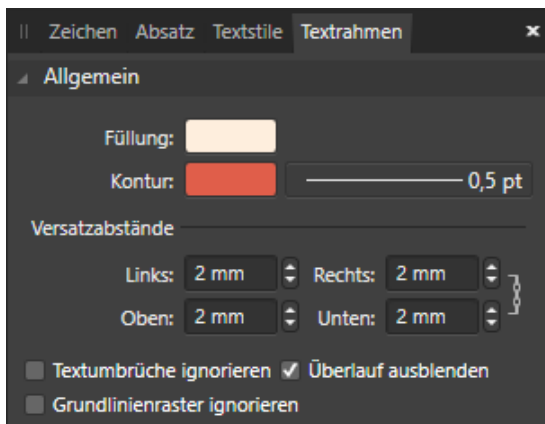 Zeichen Absatz Textstile Textrahmen
Allgemein
Füllung:
Kontur: 0,5 pt
Versatzabstände
Links: 2 mm Rechts: 2 mm
Oben: 2 mm Unten: 2 mm
Textumbrüche ignorieren Überlauf ausblenden
Grundlinienraster ignorieren